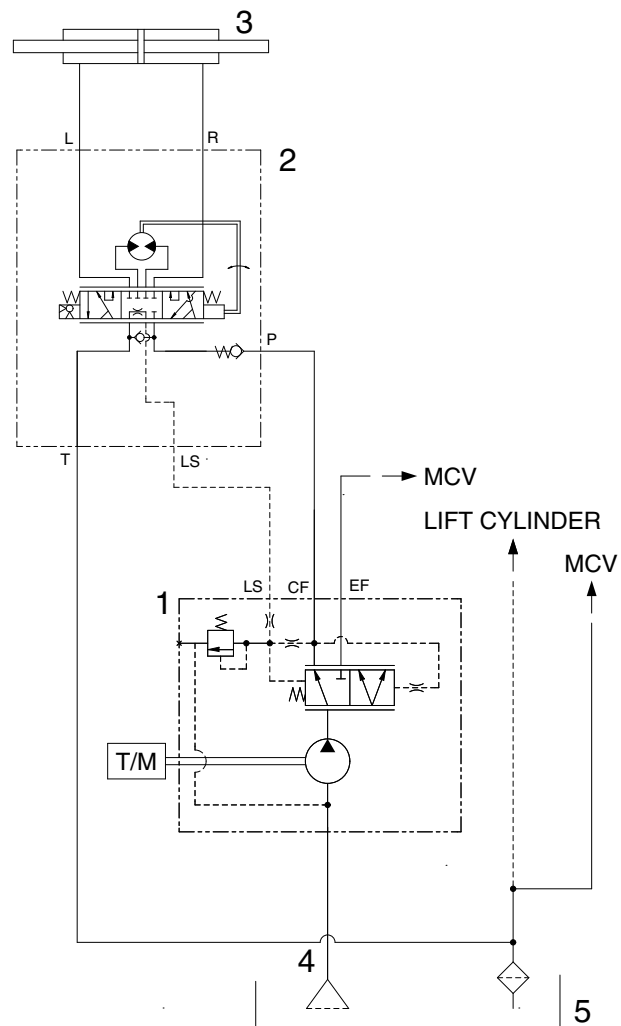 3
L R
2
P
T LS
MCV
LIFT CYLINDER
MCV
1 LS CF EF
T/M
4
5